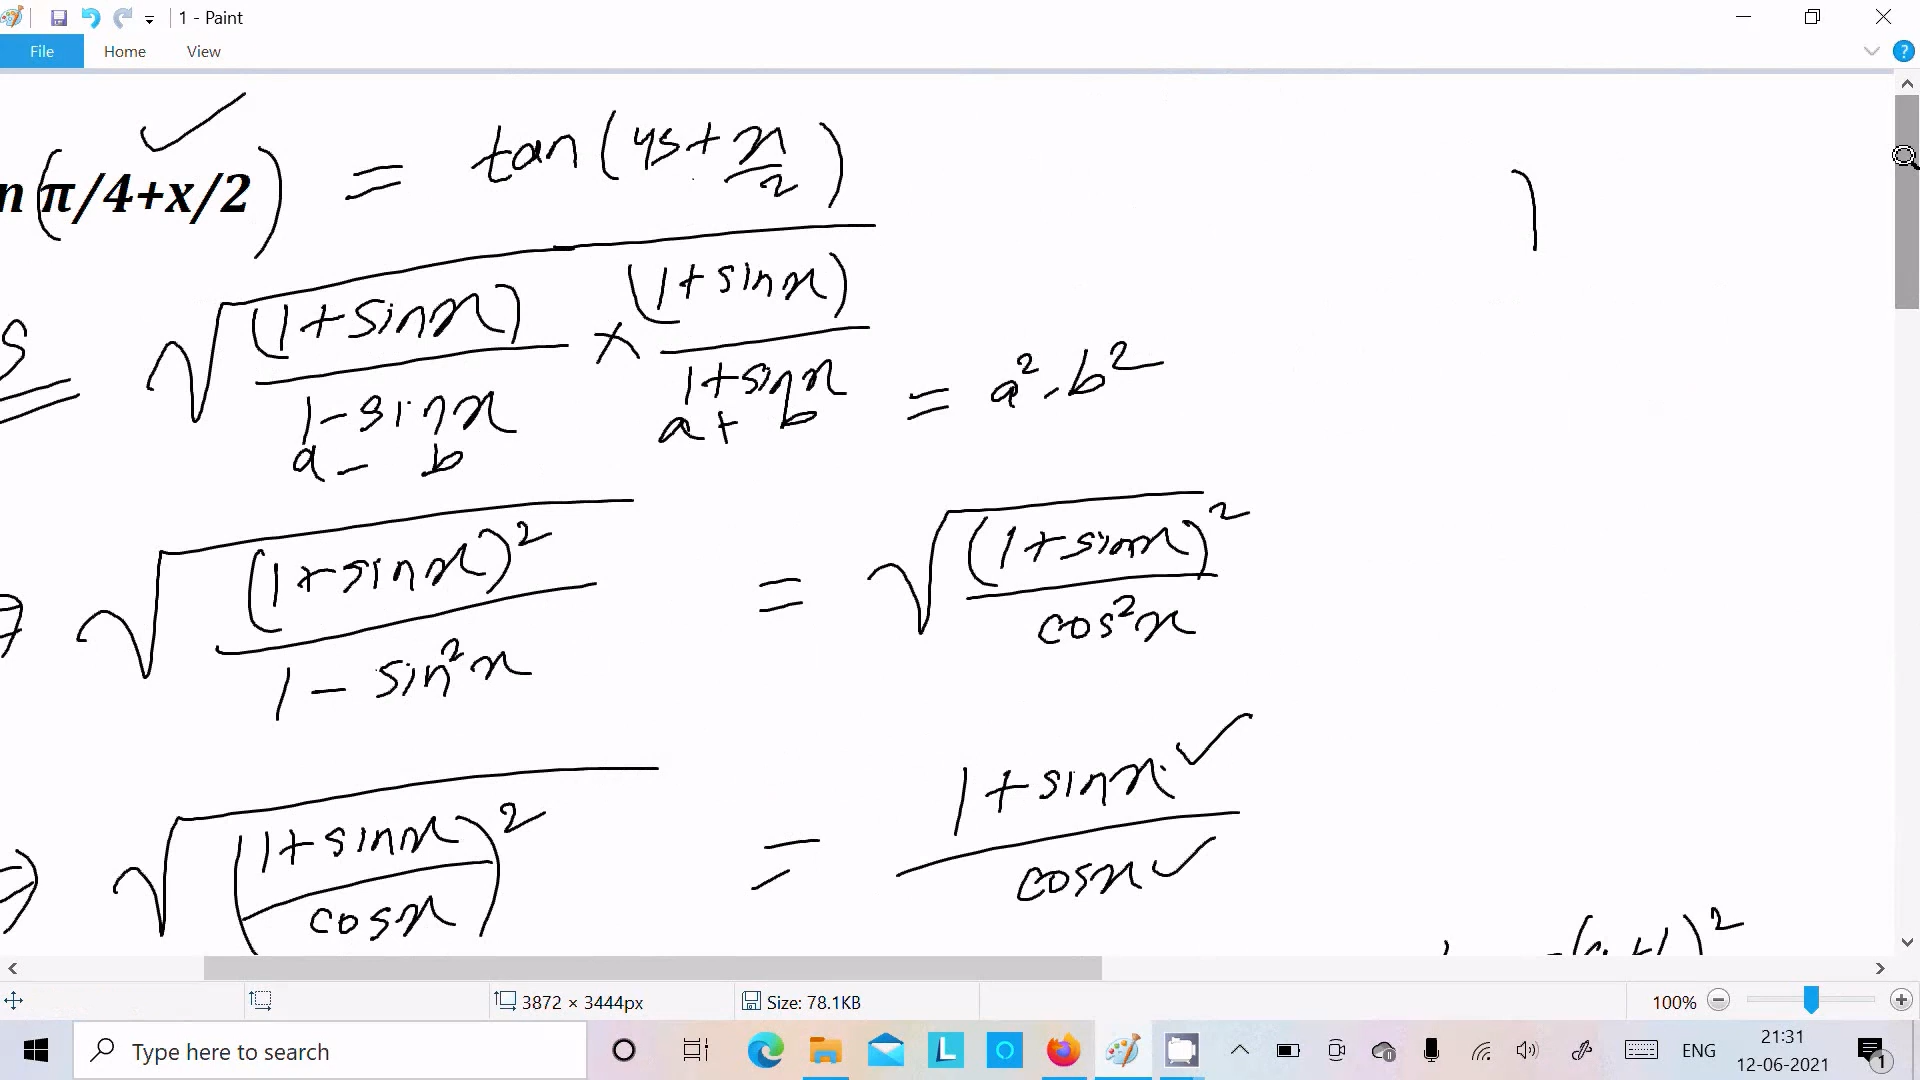 1 - Paint
File Home View
n(π/4+x/2) = tan(45+x/2)
S √((1+sinx)/(1-sinx) × (1+sinx)/(1+sinx)) = a²-b²
a - b a + b
⇒ √((1+sinx)²/(1-sin²x)) = √((1+sinx)²/cos²x)
⇒ √((1+sinx)/cosx)² = (1+sinx)/cosx
3872 × 3444px Size: 78.1KB 100%
Type here to search ENG 21:31
12-06-2021
1